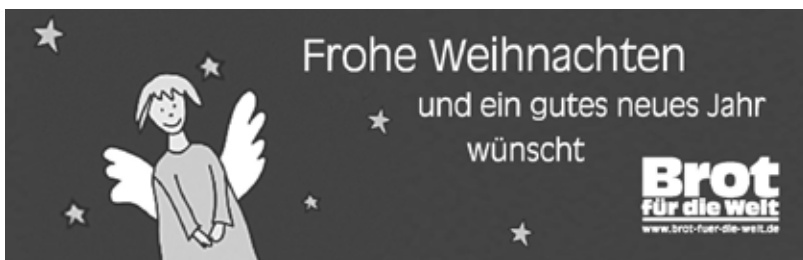 Frohe Weihnachten
und ein gutes neues Jahr
wünscht
Brot
für die Welt
www.brot-fuer-die-welt.de